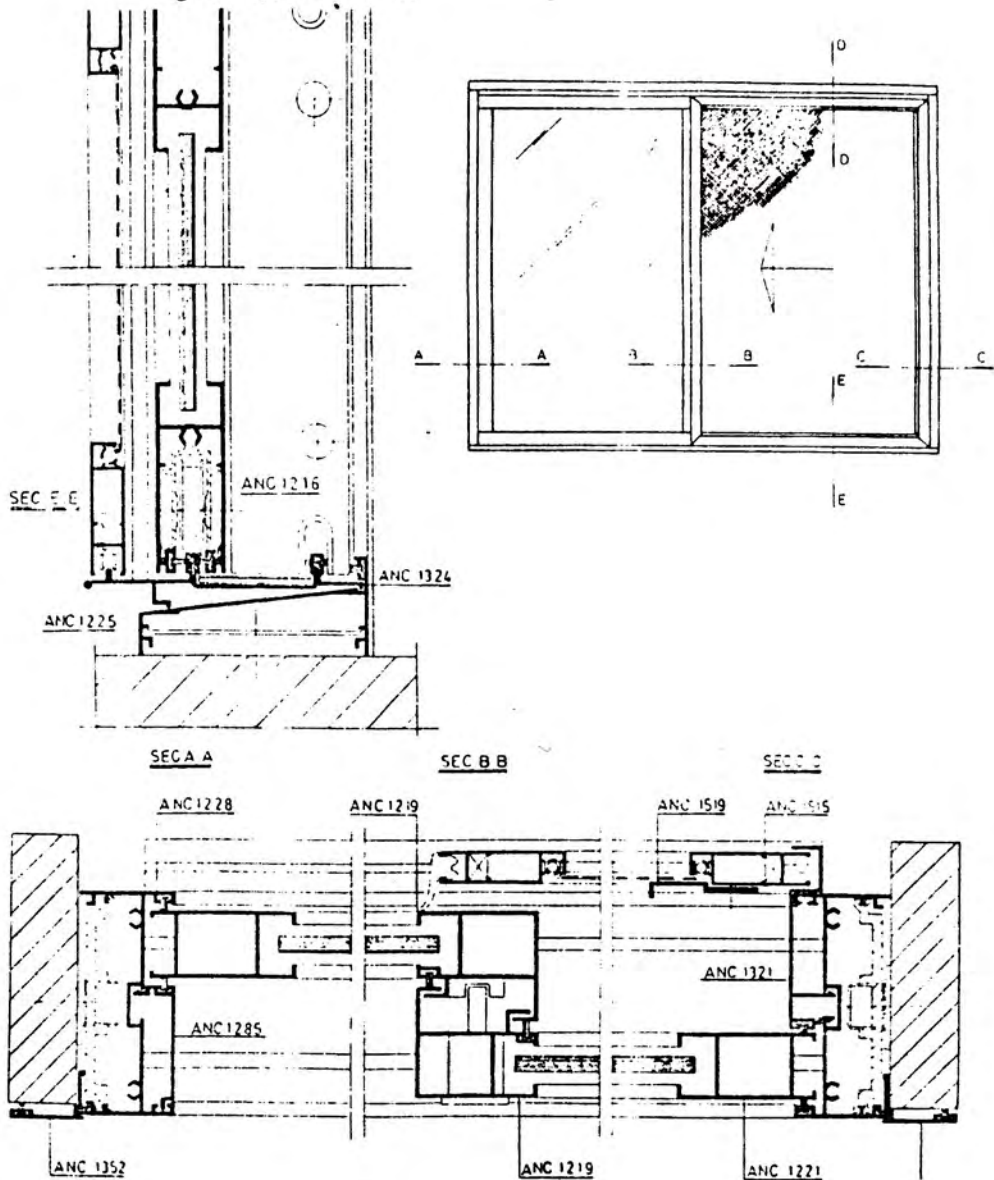 D
D
A
A
B
B
C
C
E
E
SEC E E
ANC 1216
ANC 1324
ANC 1225
SEC A A
SEC B B
SEC C C
ANC 1228
ANC 1219
ANC 1519
ANC 1515
ANC 1321
ANC 1285
ANC 1352
ANC 1219
ANC 1221